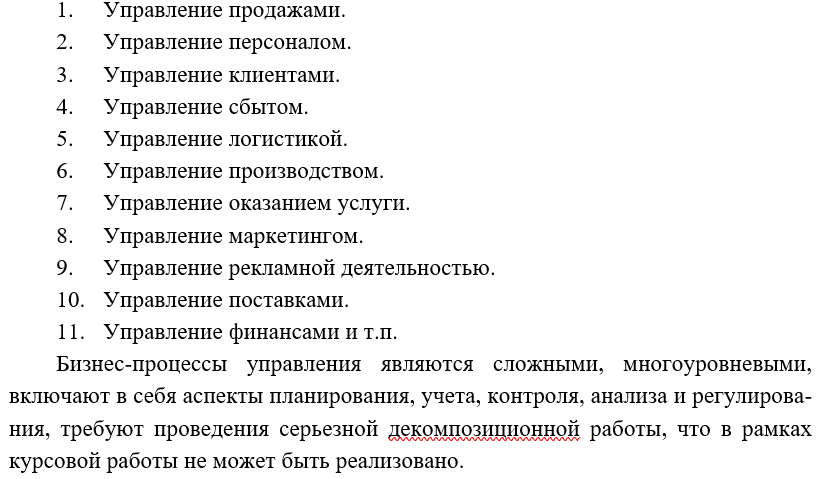 1. Управление продажами.
2. Управление персоналом.
3. Управление клиентами.
4. Управление сбытом.
5. Управление логистикой.
6. Управление производством.
7. Управление оказанием услуги.
8. Управление маркетингом.
9. Управление рекламной деятельностью.
10. Управление поставками.
11. Управление финансами и т.п.
Бизнес-процессы управления являются сложными, многоуровневыми,
включают в себя аспекты планирования, учета, контроля, анализа и регулирова-
ния, требуют проведения серьезной декомпозиционной работы, что в рамках
курсовой работы не может быть реализовано.